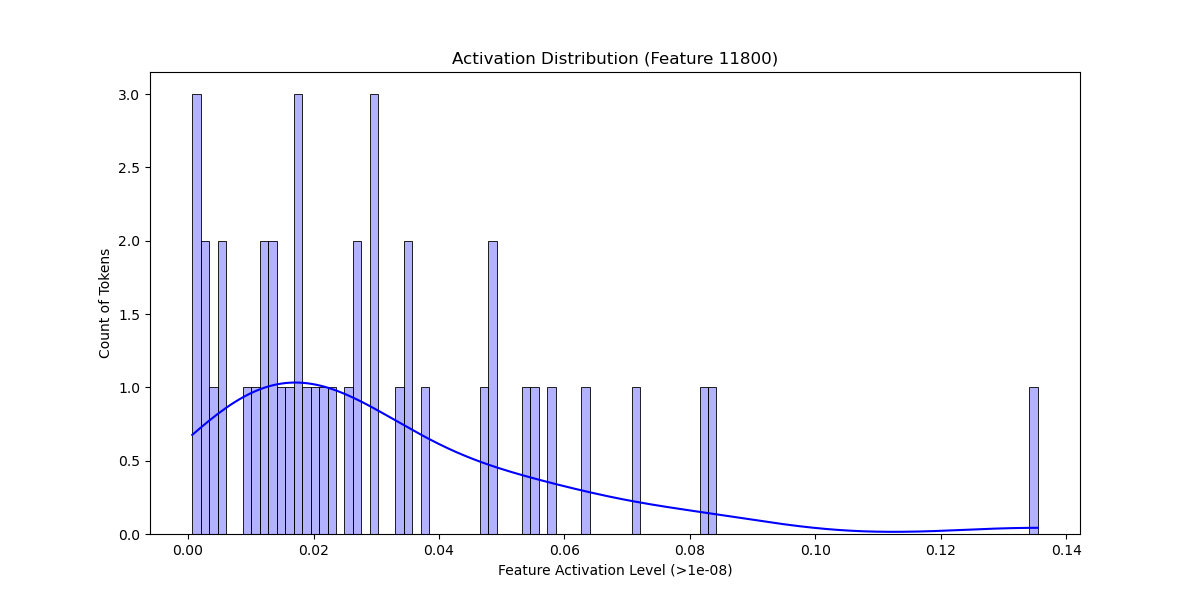 Activation Distribution (Feature 11800)
3.0
2.5
2.0
1.5
1.0
0.5
0.0
Count of Tokens
0.00 0.02 0.04 0.06 0.08 0.10 0.12 0.14
Feature Activation Level (>1e-08)